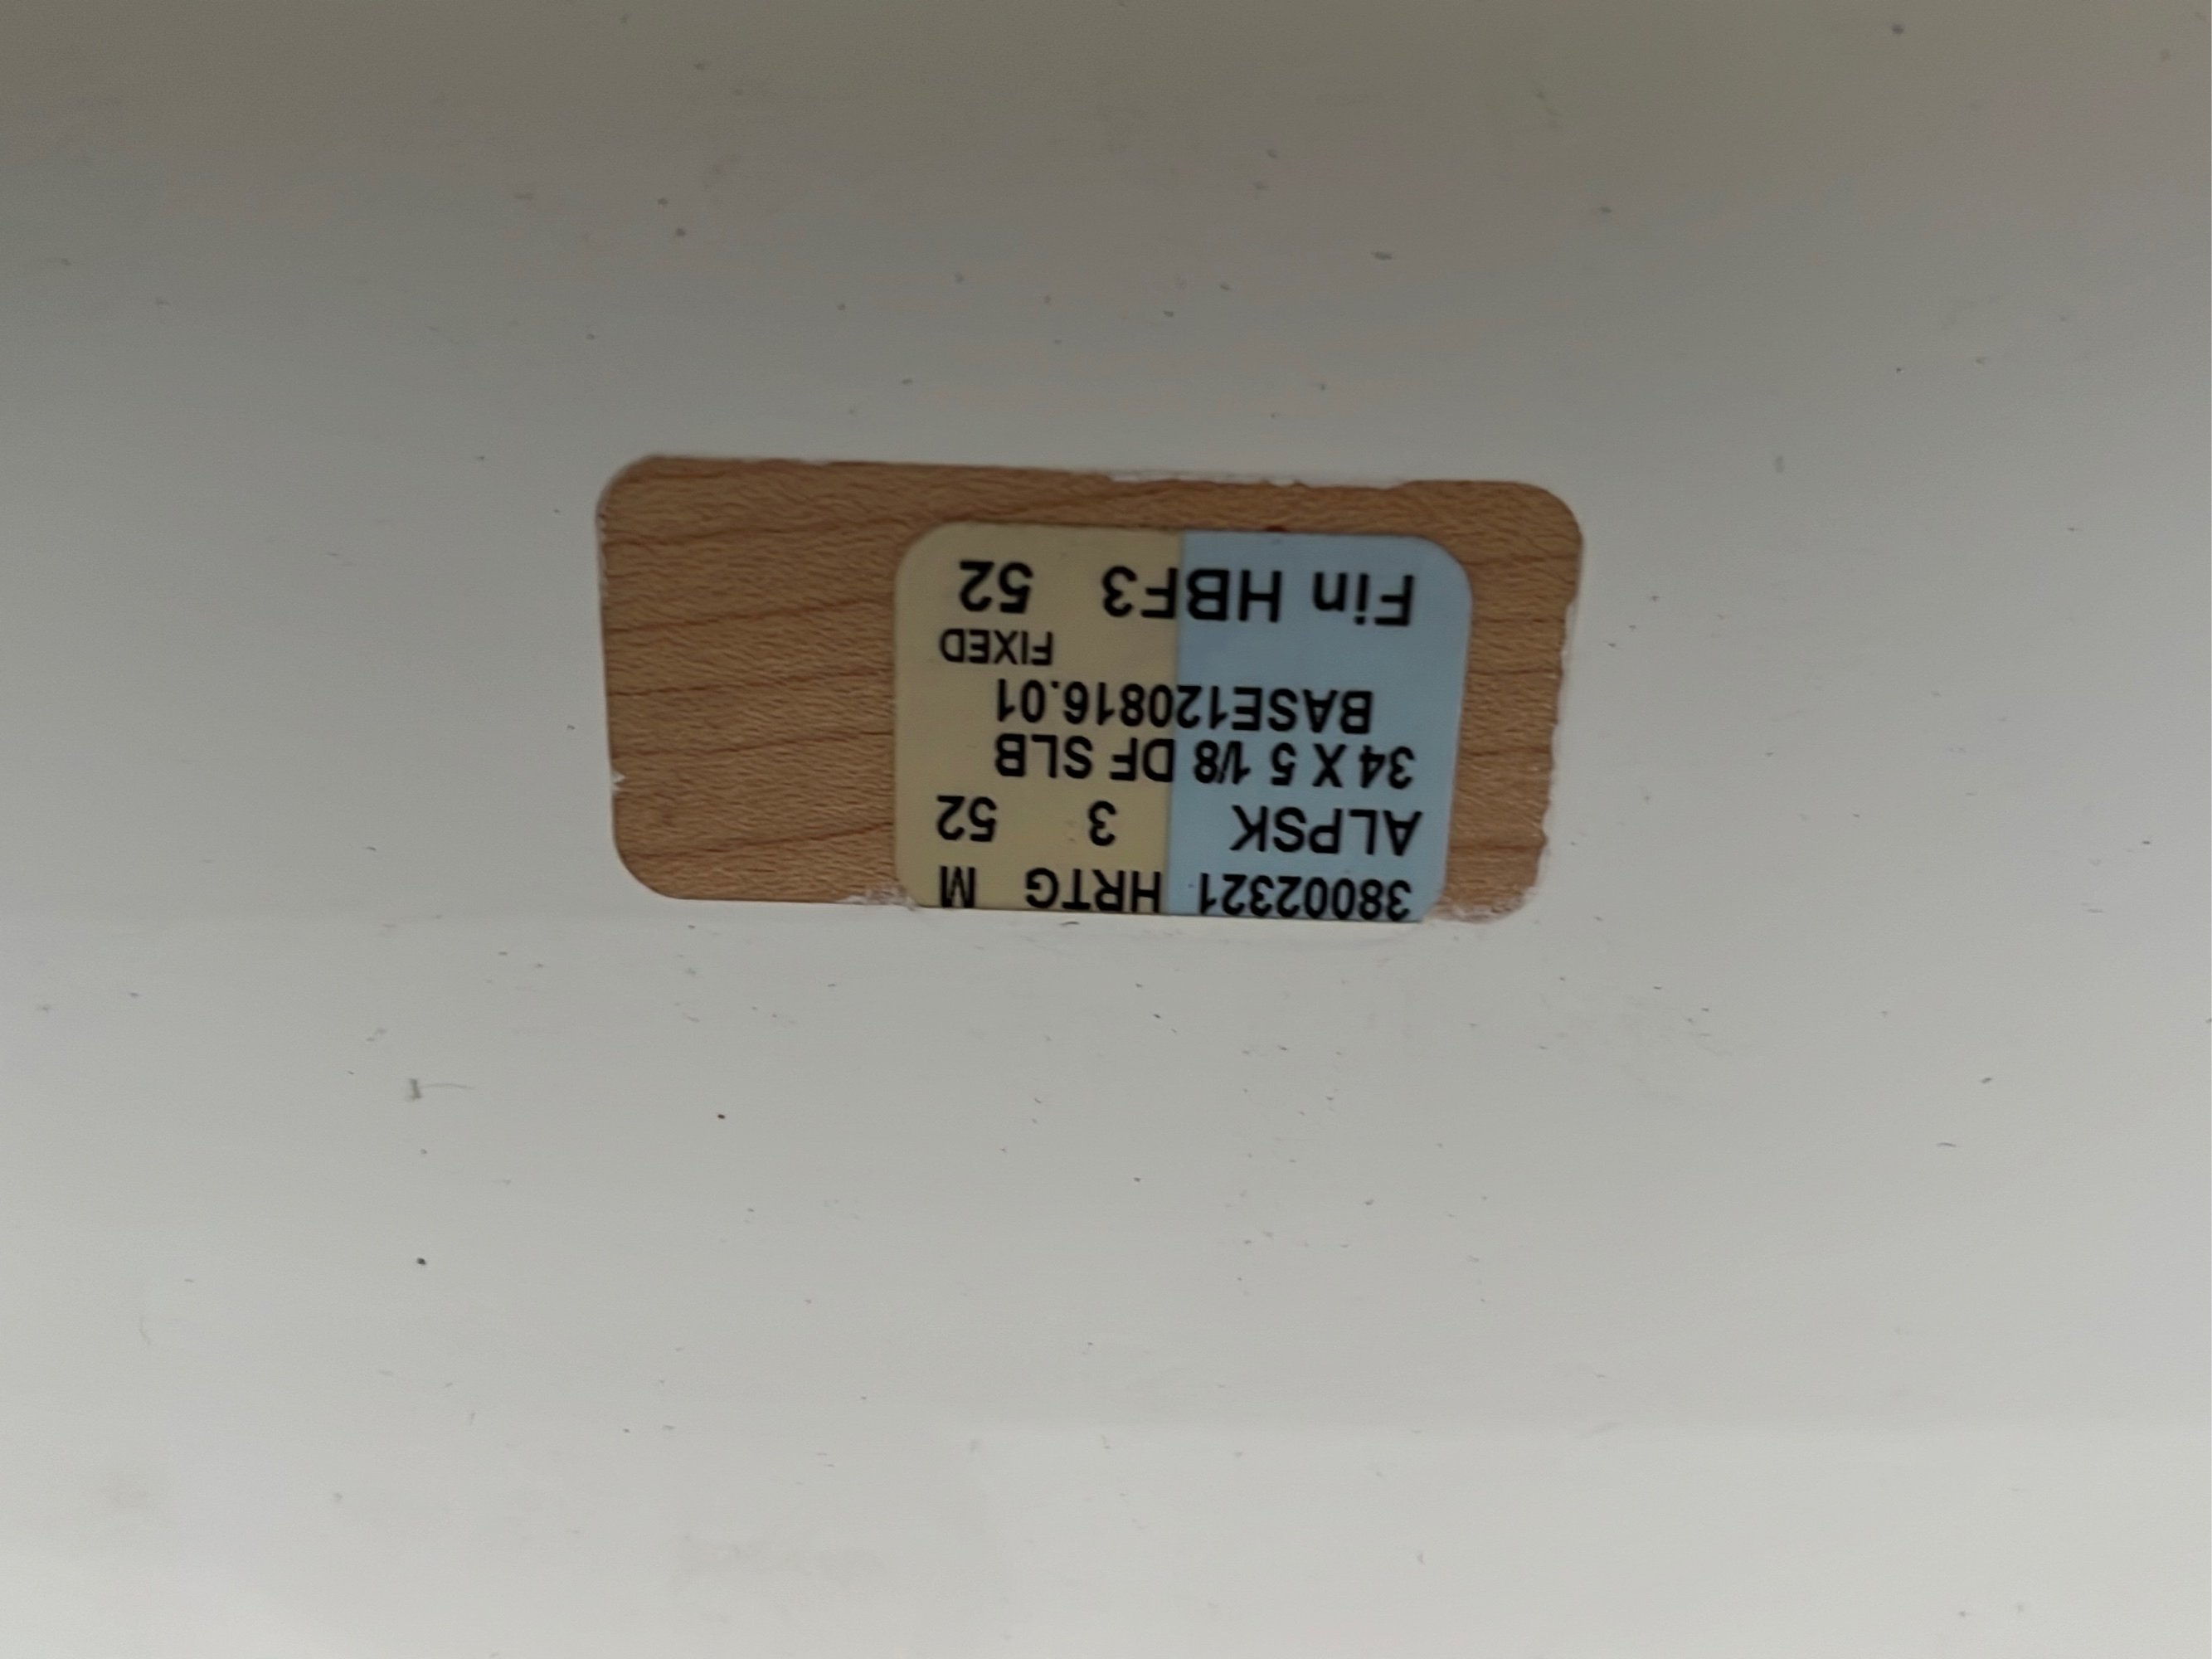 38002321 HRTG M
ALPSK 3 52
34 X 5 1/8 DF SLB
BASE120816.01
FIXED
Fin HBF3 52